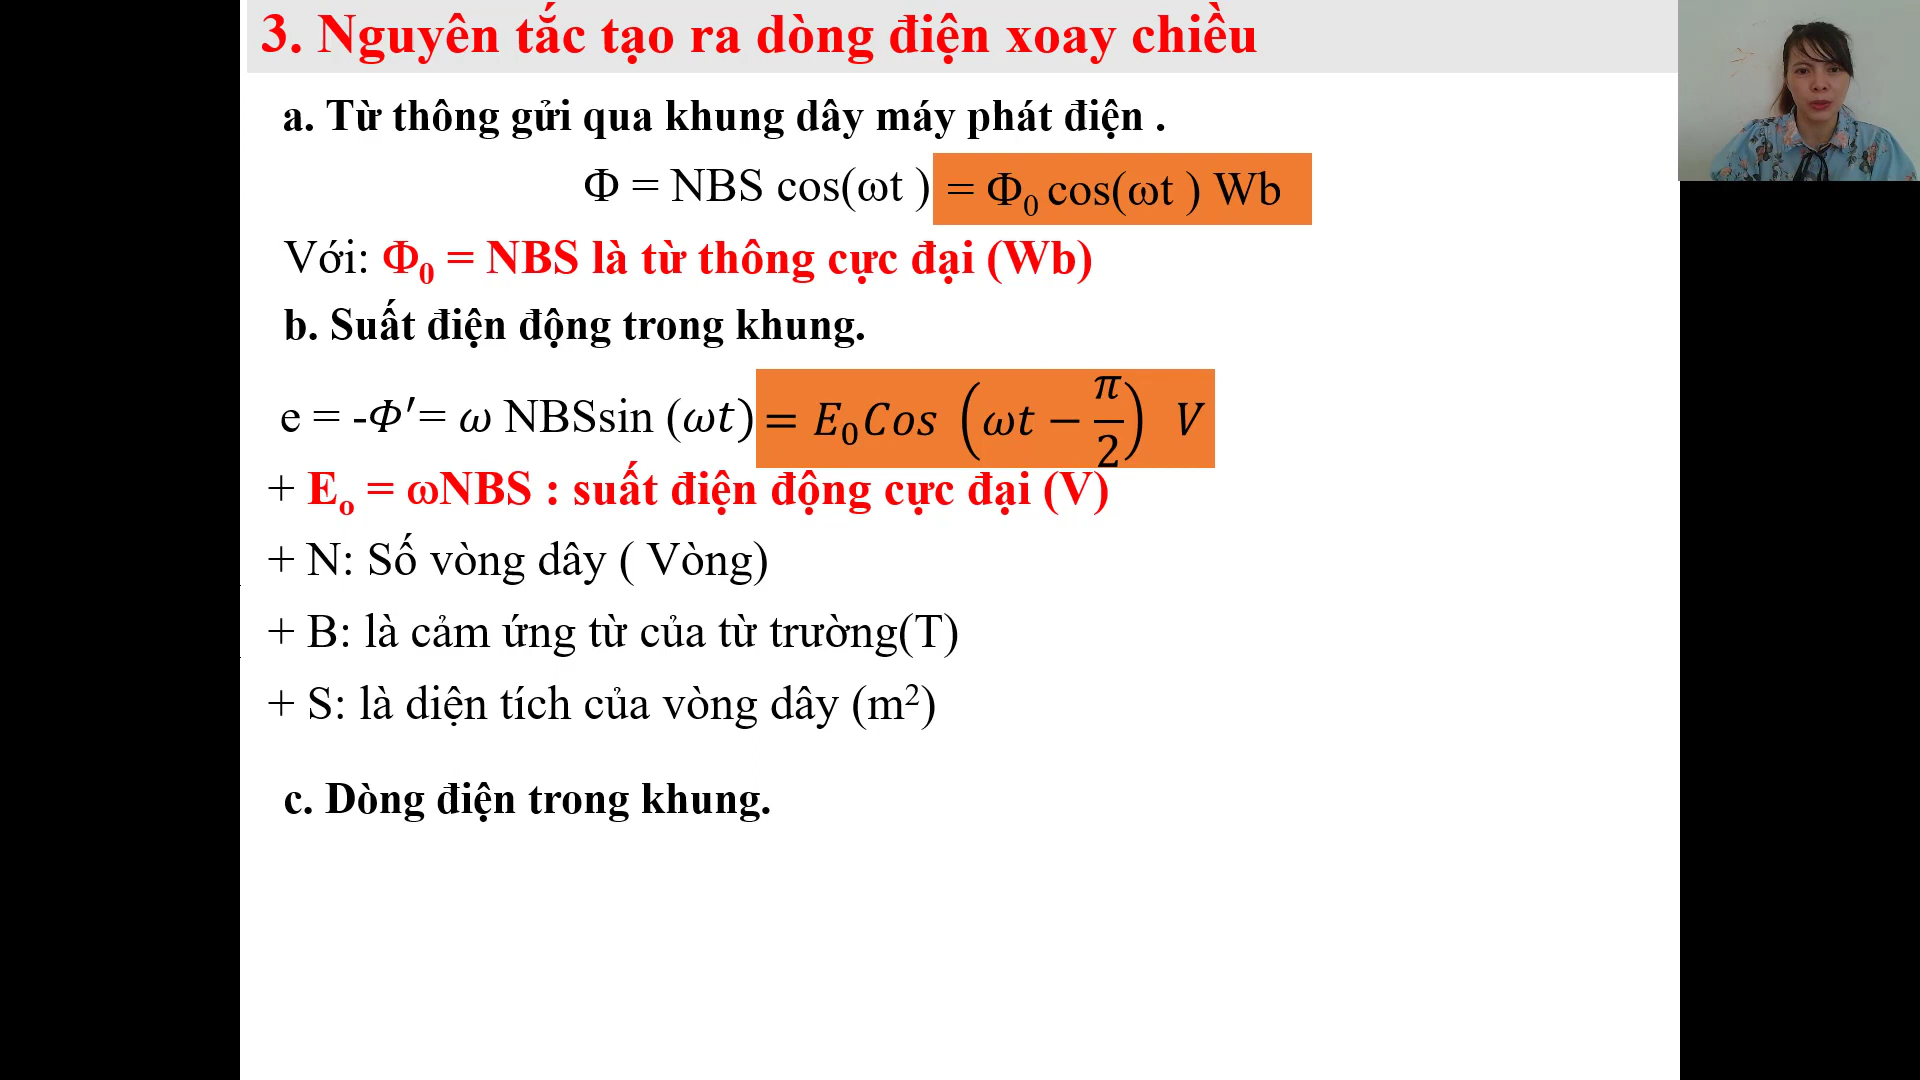 3. Nguyên tắc tạo ra dòng điện xoay chiều
a. Từ thông gửi qua khung dây máy phát điện .
Φ = NBS cos(ωt ) = Φ₀ cos(ωt ) Wb
Với: Φ₀ = NBS là từ thông cực đại (Wb)
b. Suất điện động trong khung.
e = -Φ′= ω NBSsin (ωt) = E₀Cos (ωt − π/2) V
+ Eₒ = ωNBS : suất điện động cực đại (V)
+ N: Số vòng dây ( Vòng)
+ B: là cảm ứng từ của từ trường(T)
+ S: là diện tích của vòng dây (m²)
c. Dòng điện trong khung.